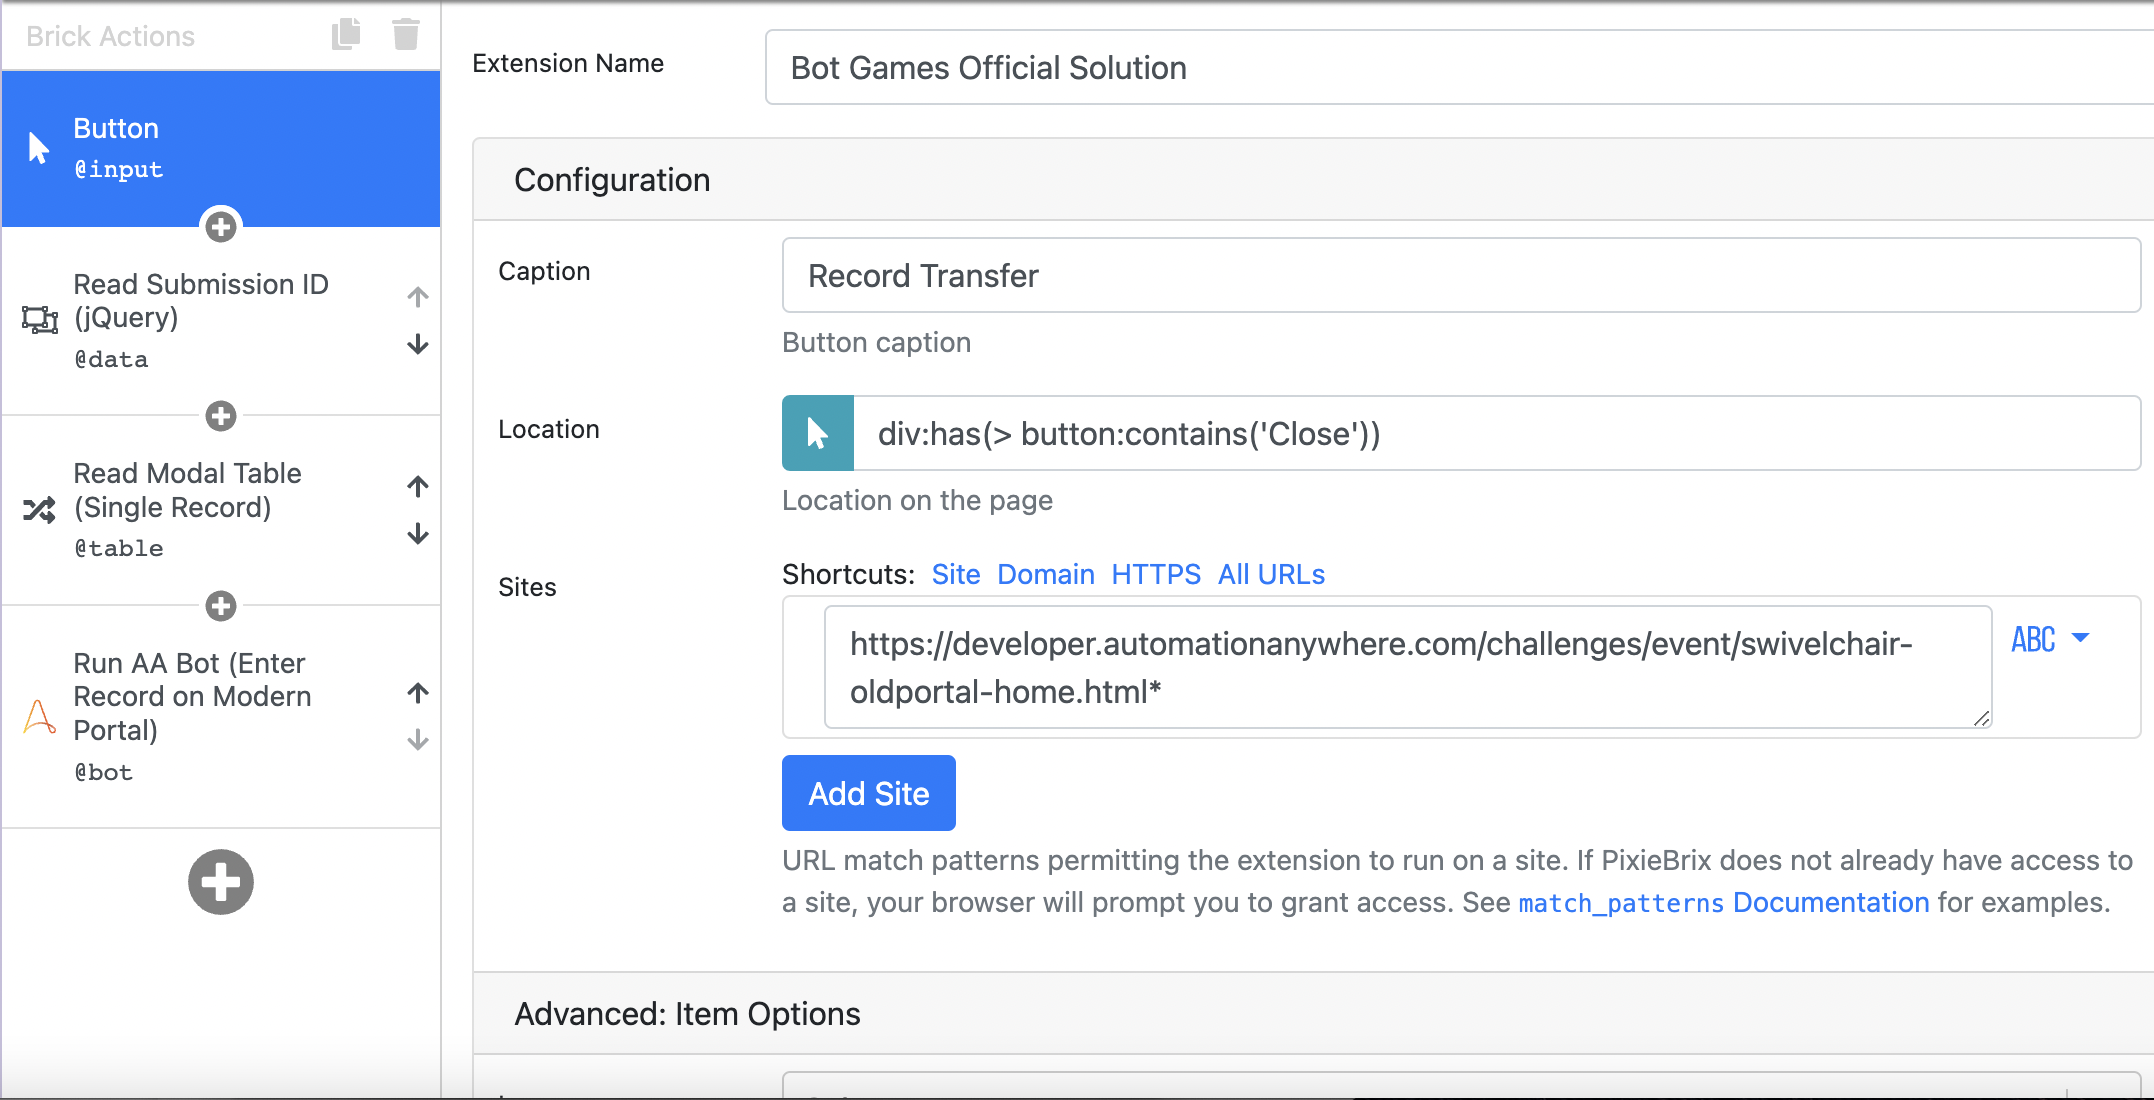 Brick Actions
Button
@input
Read Submission ID
(jQuery)
@data
Read Modal Table
(Single Record)
@table
Run AA Bot (Enter
Record on Modern
Portal)
@bot
Extension Name
Bot Games Official Solution
Configuration
Caption
Record Transfer
Button caption
Location
div:has(> button:contains('Close'))
Location on the page
Sites
Shortcuts: Site Domain HTTPS All URLs
https://developer.automationanywhere.com/challenges/event/swivelchair-
oldportal-home.html*
ABC
Add Site
URL match patterns permitting the extension to run on a site. If PixieBrix does not already have access to
a site, your browser will prompt you to grant access. See match_patterns Documentation for examples.
Advanced: Item Options